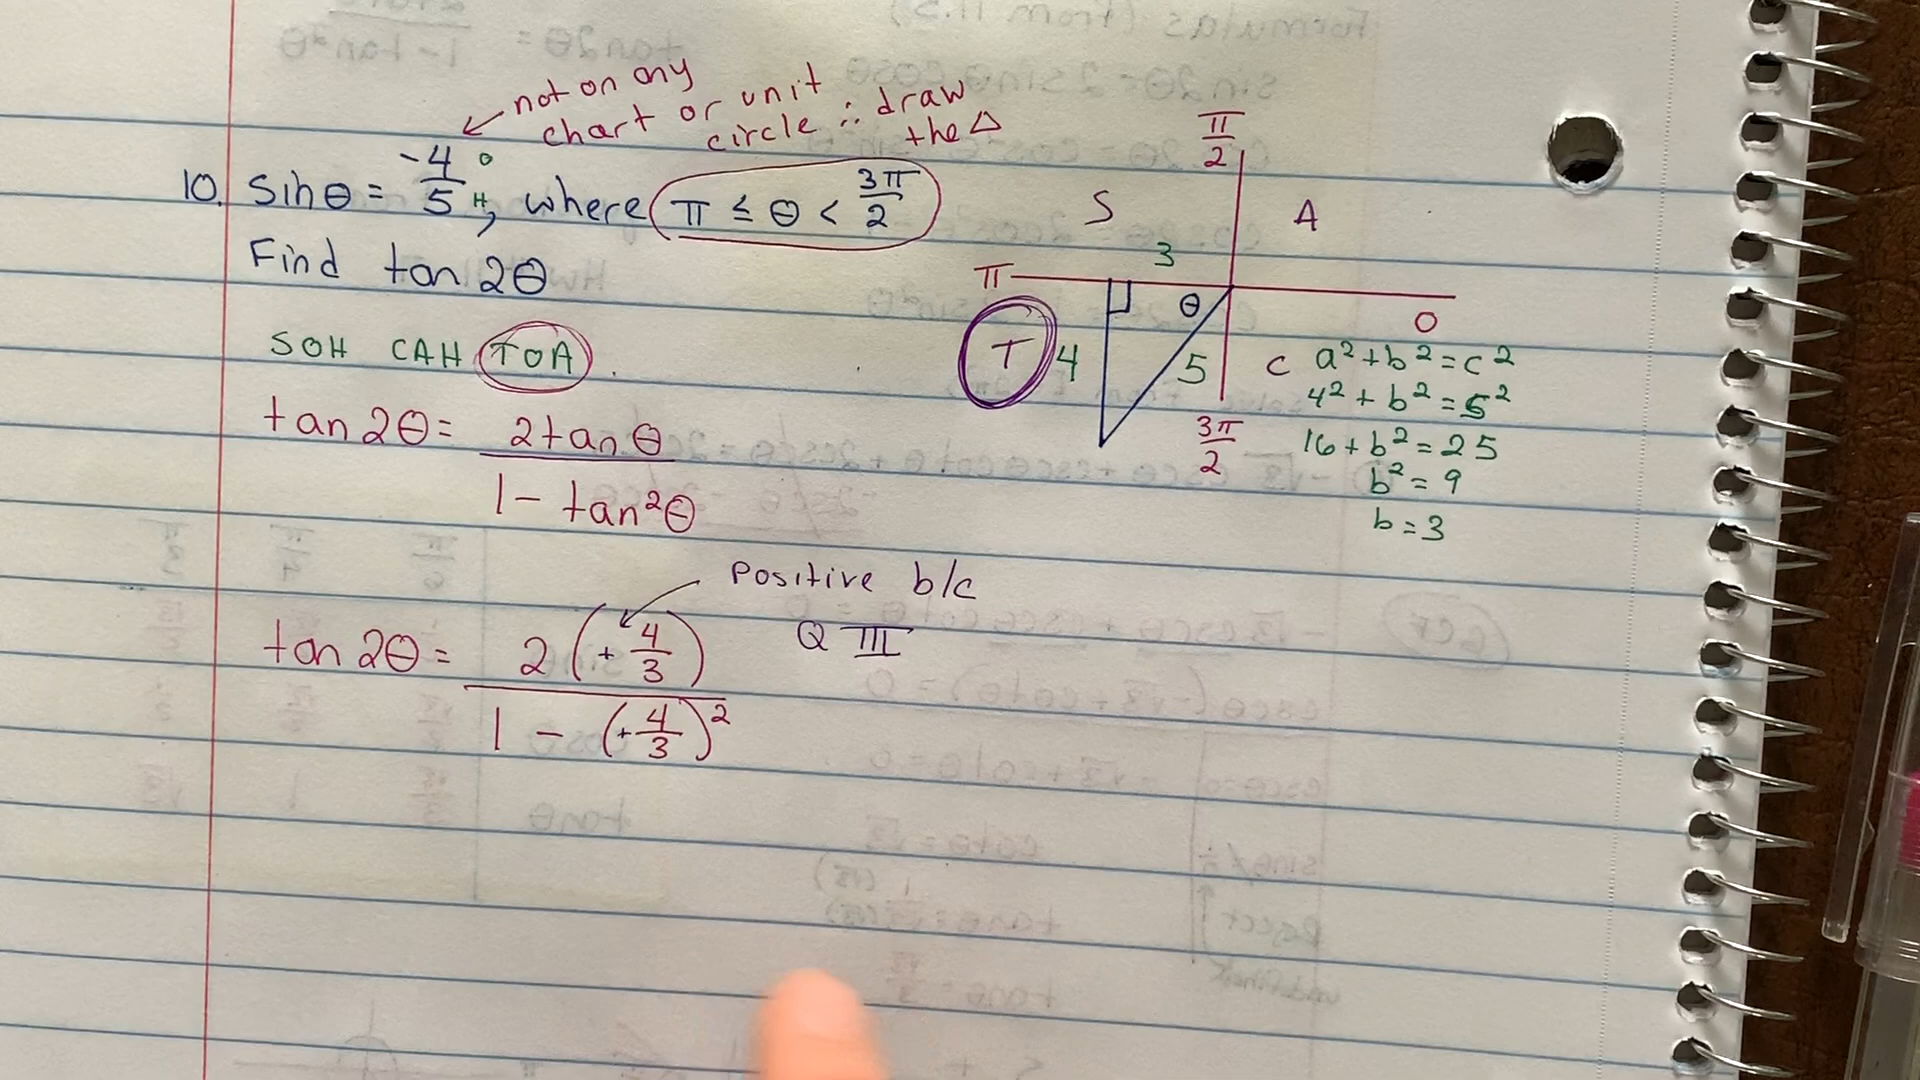 ← not on any
chart or unit
circle ∴ draw
the △
10. sinθ = -4/5 O H, where π ≤ θ < 3π/2
Find tan 2θ
SOH CAH TOA
tan 2θ = 2tan θ / 1 - tan²θ
positive b/c
Q III
tan 2θ = 2(+4/3) / 1 - (+4/3)²
π/2
S A
3
π θ 0
T 4 5 C
3π/2
a² + b² = c²
4² + b² = 5²
16 + b² = 25
b² = 9
b = 3